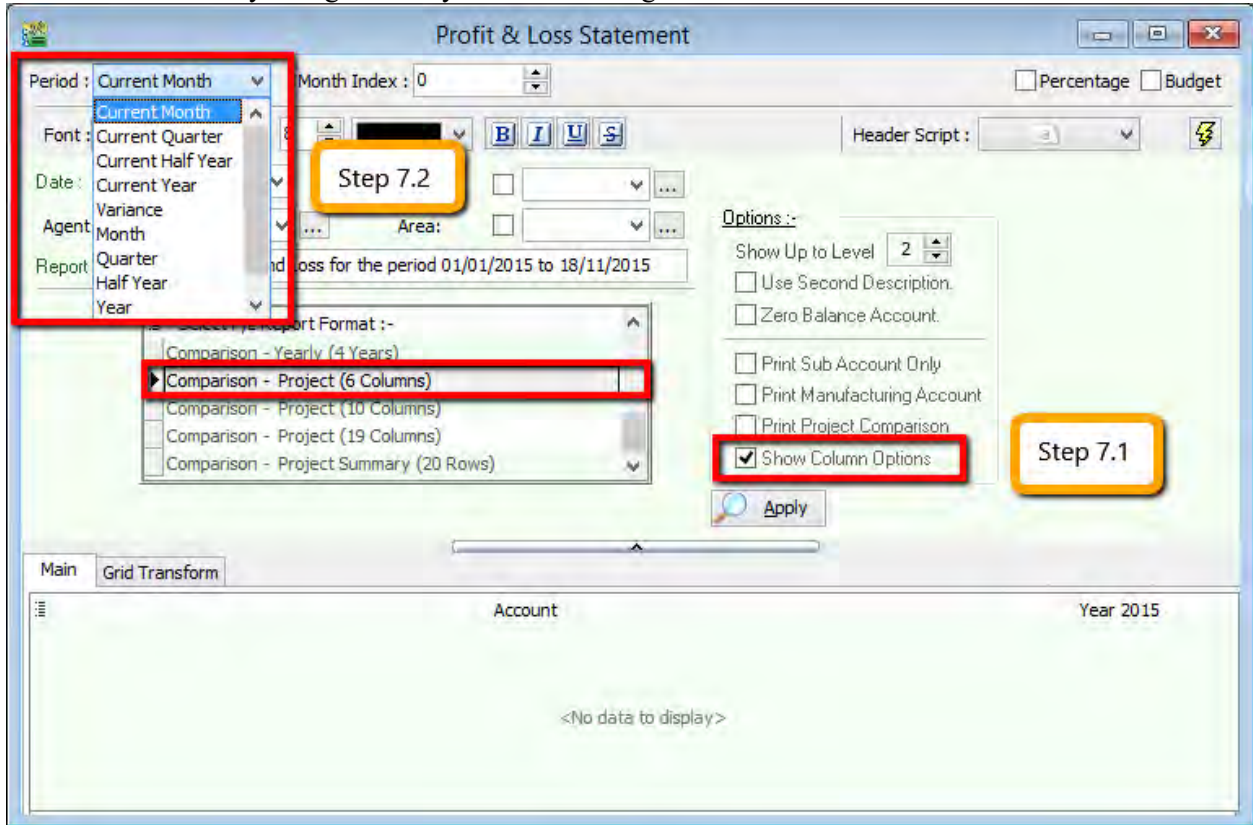 Profit & Loss Statement
Period : Current Month Month Index : 0 Percentage Budget
Current Month
Font : Current Quarter 8 B I U S Header Script :
Current Half Year
Date : Current Year Step 7.2 ...
Variance
Agent Month ... Area: ... Options :-
Quarter Show Up to Level 2
Report Half Year Loss for the period 01/01/2015 to 18/11/2015
Use Second Description.
Year Zero Balance Account.
Report Format :-
Comparison - Yearly (4 Years)
Print Sub Account Only
Comparison - Project (6 Columns)
Print Manufacturing Account
Comparison - Project (10 Columns)
Print Project Comparison
Comparison - Project (19 Columns)
Show Column Options Step 7.1
Comparison - Project Summary (20 Rows)
Apply
Main Grid Transform
Account Year 2015
<No data to display>